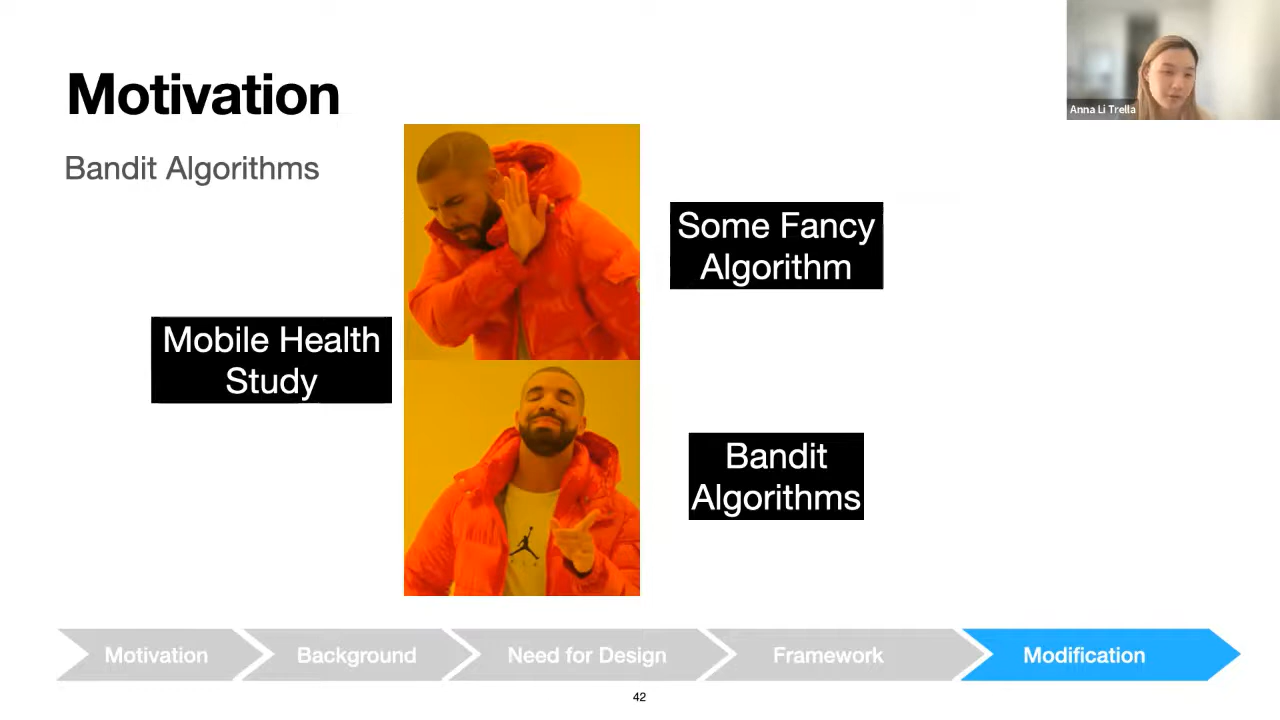 Motivation
Bandit Algorithms
Anna Li Trella
Some Fancy
Algorithm
Mobile Health
Study
Bandit
Algorithms
Motivation
Background
Need for Design
Framework
Modification
42